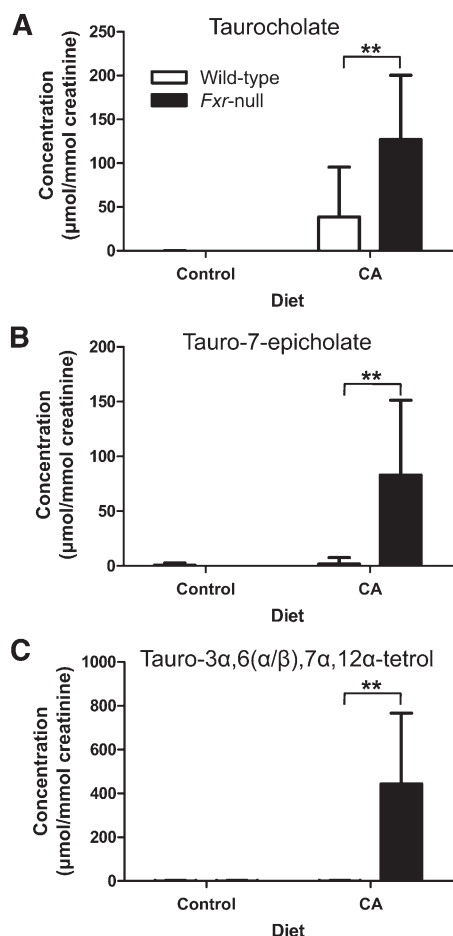 A
Taurocholate
250
200
150
100
50
0
Concentration
(μmol/mmol creatinine)
Wild-type
Fxr-null
**
Control
CA
Diet
B
Tauro-7-epicholate
200
150
100
50
0
Concentration
(μmol/mmol creatinine)
**
Control
CA
Diet
C
Tauro-3α,6(α/β),7α,12α-tetrol
1000
800
600
400
200
0
Concentration
(μmol/mmol creatinine)
**
Control
CA
Diet